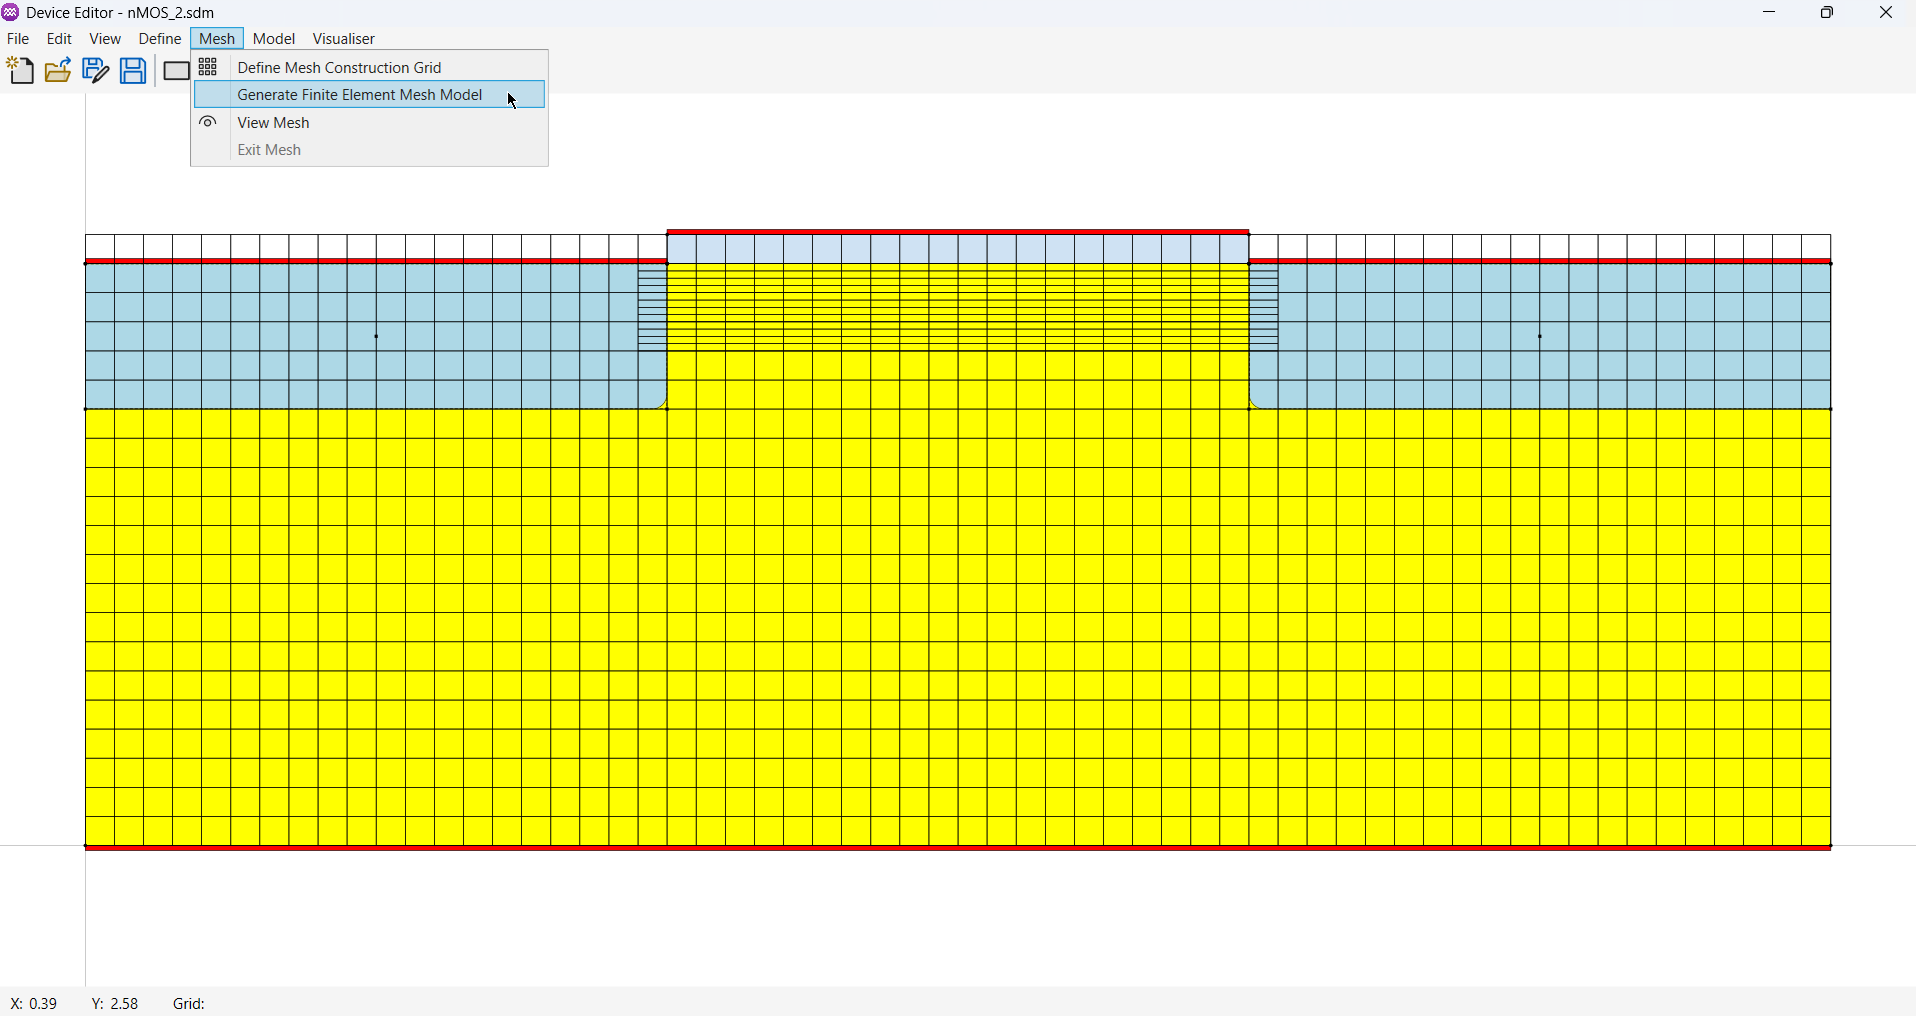 Device Editor - nMOS_2.sdm
File Edit View Define Mesh Model Visualiser
Define Mesh Construction Grid
Generate Finite Element Mesh Model
View Mesh
Exit Mesh
X: 0.39 Y: 2.58 Grid: